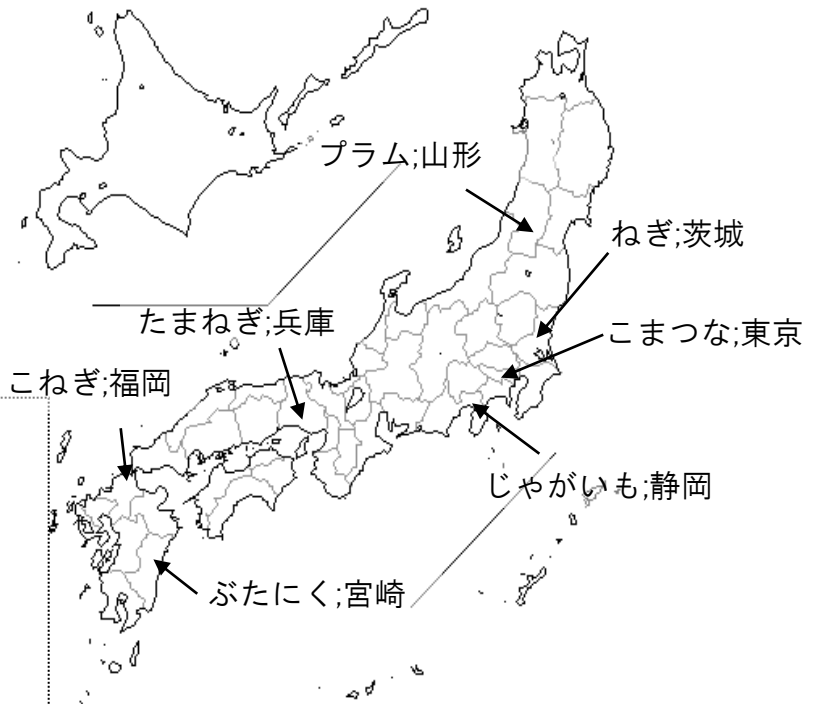 プラム;山形
ねぎ;茨城
たまねぎ;兵庫
こまつな;東京
こねぎ;福岡
じゃがいも;静岡
ぶたにく;宮崎